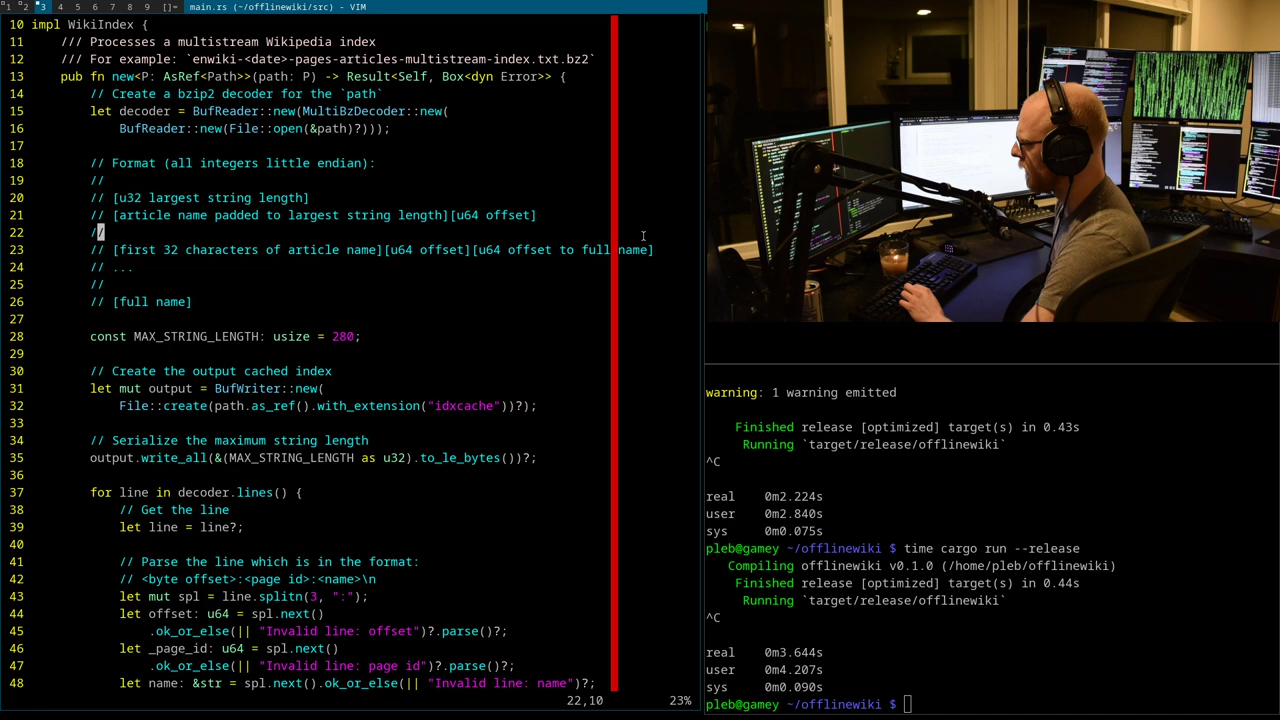 1 2 3 4 5 6 7 8 9 []= main.rs (~/offlinewiki/src) - VIM
10 impl WikiIndex {
11     /// Processes a multistream Wikipedia index
12     /// For example: `enwiki-<date>-pages-articles-multistream-index.txt.bz2`
13     pub fn new<P: AsRef<Path>>(path: P) -> Result<Self, Box<dyn Error>> {
14         // Create a bzip2 decoder for the `path`
15         let decoder = BufReader::new(MultiBzDecoder::new(
16             BufReader::new(File::open(&path)?)));
17
18         // Format (all integers little endian):
19         //
20         // [u32 largest string length]
21         // [article name padded to largest string length][u64 offset]
22         //
23         // [first 32 characters of article name][u64 offset][u64 offset to full name]
24         // ...
25         //
26         // [full name]
27
28         const MAX_STRING_LENGTH: usize = 280;
29
30         // Create the output cached index
31         let mut output = BufWriter::new(
32             File::create(path.as_ref().with_extension("idxcache"))?);
33
34         // Serialize the maximum string length
35         output.write_all(&(MAX_STRING_LENGTH as u32).to_le_bytes())?;
36
37         for line in decoder.lines() {
38             // Get the line
39             let line = line?;
40
41             // Parse the line which is in the format:
42             // <byte offset>:<page id>:<name>\n
43             let mut spl = line.splitn(3, ":");
44             let offset: u64 = spl.next()
45                 .ok_or_else(|| "Invalid line: offset")?.parse()?;
46             let _page_id: u64 = spl.next()
47                 .ok_or_else(|| "Invalid line: page id")?.parse()?;
48             let name: &str = spl.next().ok_or_else(|| "Invalid line: name")?;
22,10 23%
warning: 1 warning emitted
    Finished release [optimized] target(s) in 0.43s
     Running `target/release/offlinewiki`
^C
real    0m2.224s
user    0m2.840s
sys     0m0.075s
pleb@gamey ~/offlinewiki $ time cargo run --release
   Compiling offlinewiki v0.1.0 (/home/pleb/offlinewiki)
    Finished release [optimized] target(s) in 0.44s
     Running `target/release/offlinewiki`
^C
real    0m3.644s
user    0m4.207s
sys     0m0.090s
pleb@gamey ~/offlinewiki $